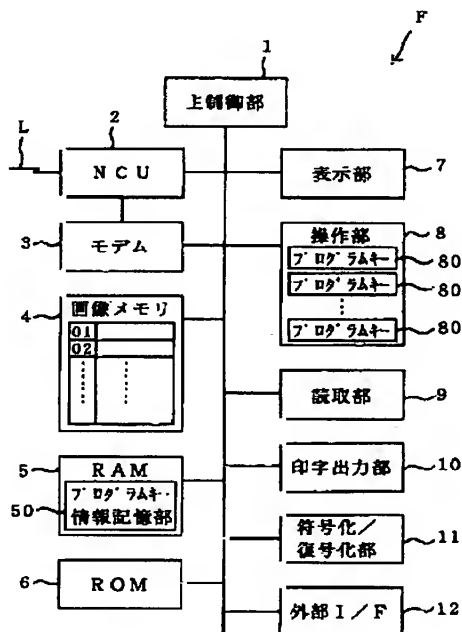 F
1
上制御部
L
2
NCU
表示部
7
3
モデム
操作部
8
プログラムキー
80
プログラムキー
80
プログラムキー
80
4
画像メモリ
01
02
読取部
9
5
RAM
50
プログラムキー
情報記憶部
印字出力部
10
符号化/
復号化部
11
6
ROM
外部I/F
12